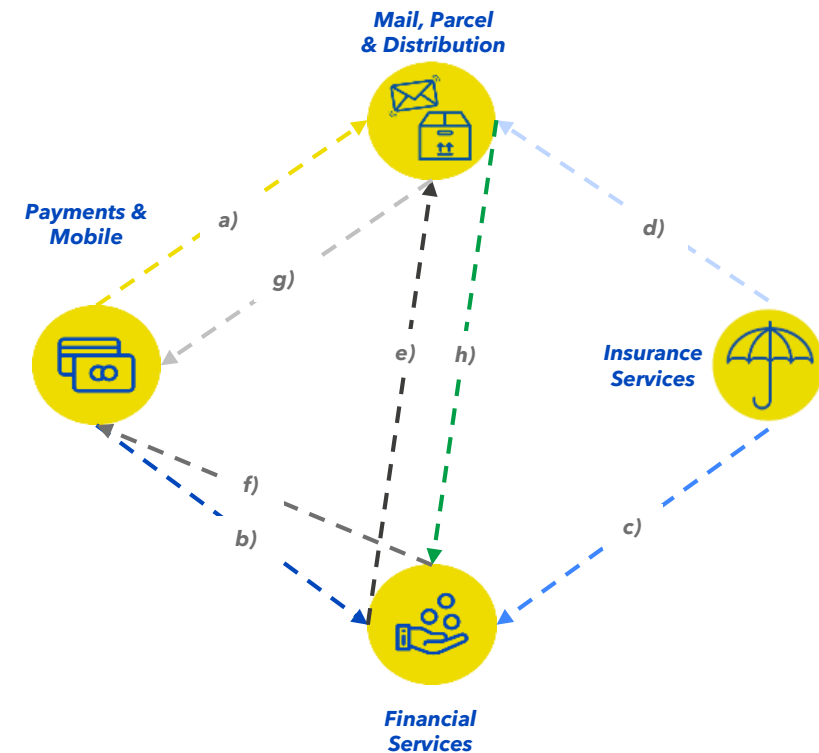 Mail, Parcel
& Distribution
Payments &
Mobile
a)
d)
g)
e)
h)
Insurance
Services
f)
c)
b)
Financial
Services